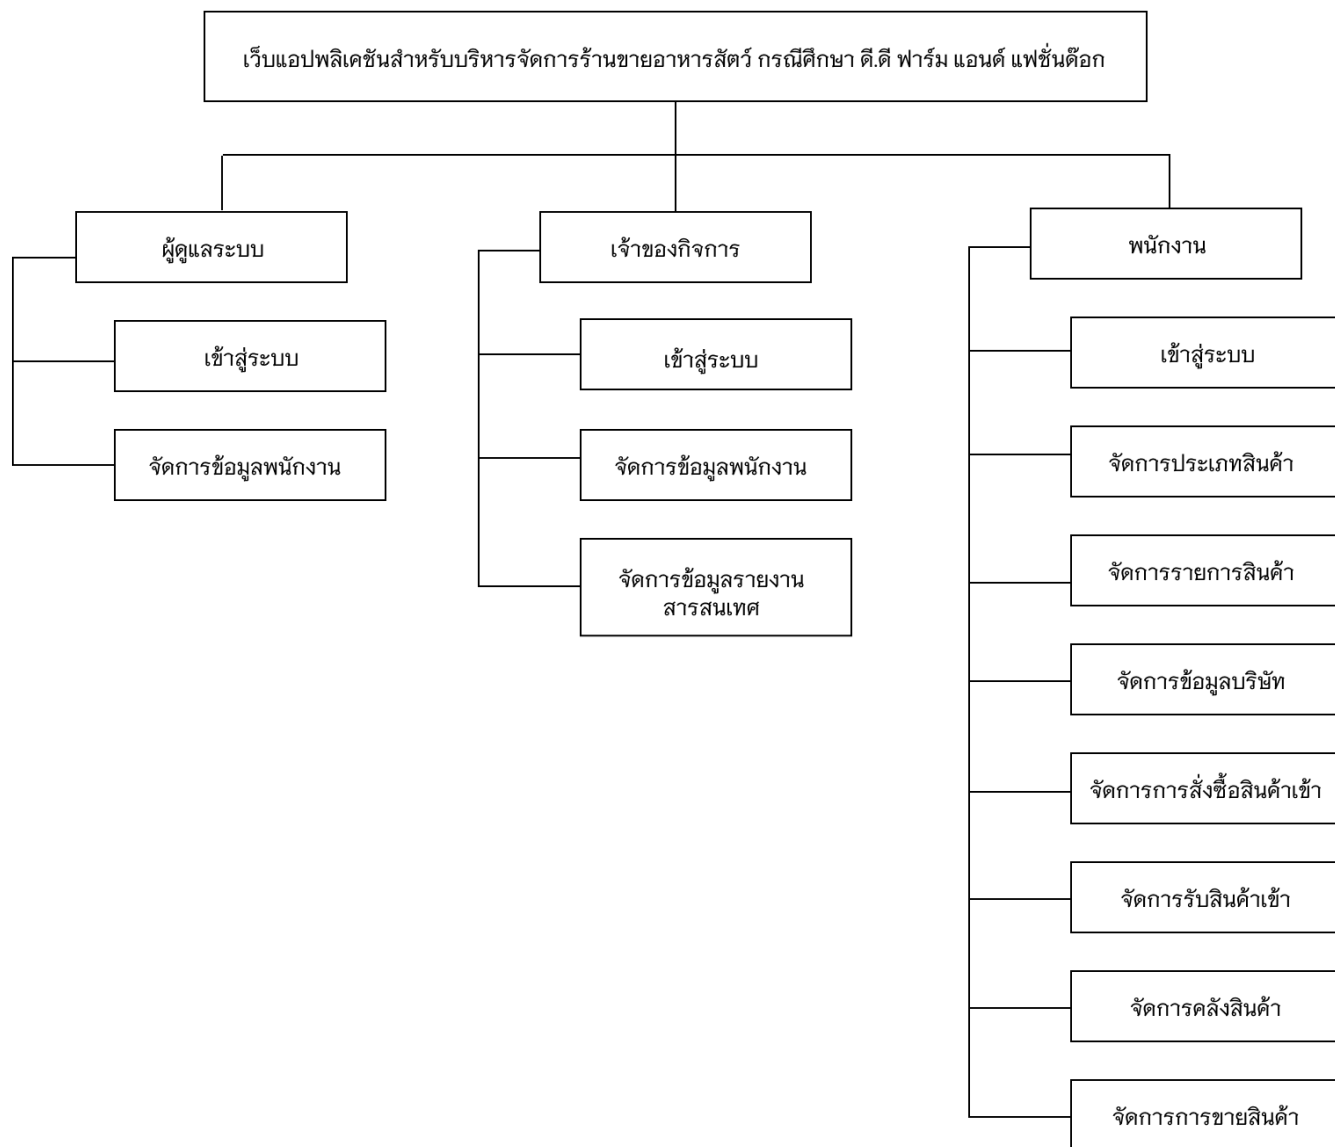 เว็บแอปพลิเคชันสำหรับบริหารจัดการร้านขายอาหารสัตว์ กรณีศึกษา ดี.ดี ฟาร์ม แอนด์ แฟชั่นด๊อก
ผู้ดูแลระบบ
เข้าสู่ระบบ
จัดการข้อมูลพนักงาน
เจ้าของกิจการ
เข้าสู่ระบบ
จัดการข้อมูลพนักงาน
จัดการข้อมูลรายงาน
สารสนเทศ
พนักงาน
เข้าสู่ระบบ
จัดการประเภทสินค้า
จัดการรายการสินค้า
จัดการข้อมูลบริษัท
จัดการการสั่งซื้อสินค้าเข้า
จัดการรับสินค้าเข้า
จัดการคลังสินค้า
จัดการการขายสินค้า